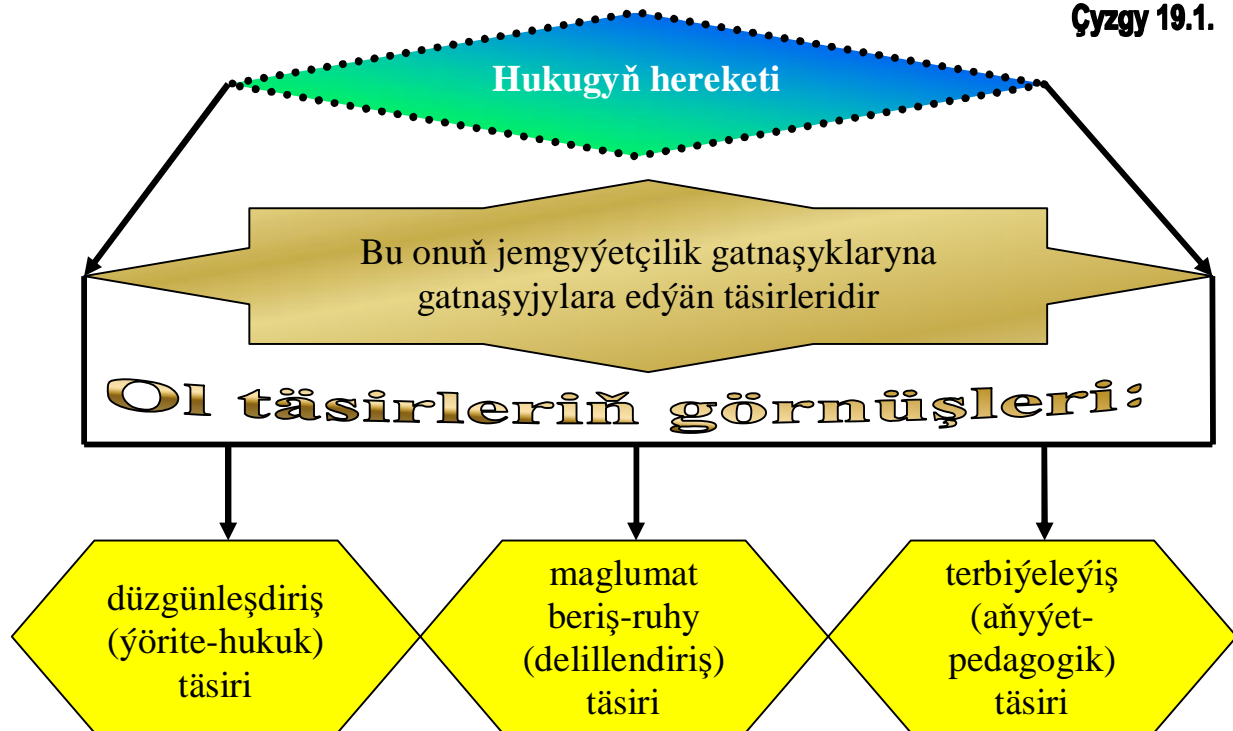 Çyzgy 19.1.
Hukugyň hereketi
Bu onuň jemgyýetçilik gatnaşyklaryna
gatnaşyjylara edýän täsirleridir
Ol täsirleriň görnüşleri:
düzgünleşdiriş
(ýörite-hukuk)
täsiri
maglumat
beriş-ruhy
(delillendiriş)
täsiri
terbiýeleýiş
(aňyýet-
pedagogik)
täsiri